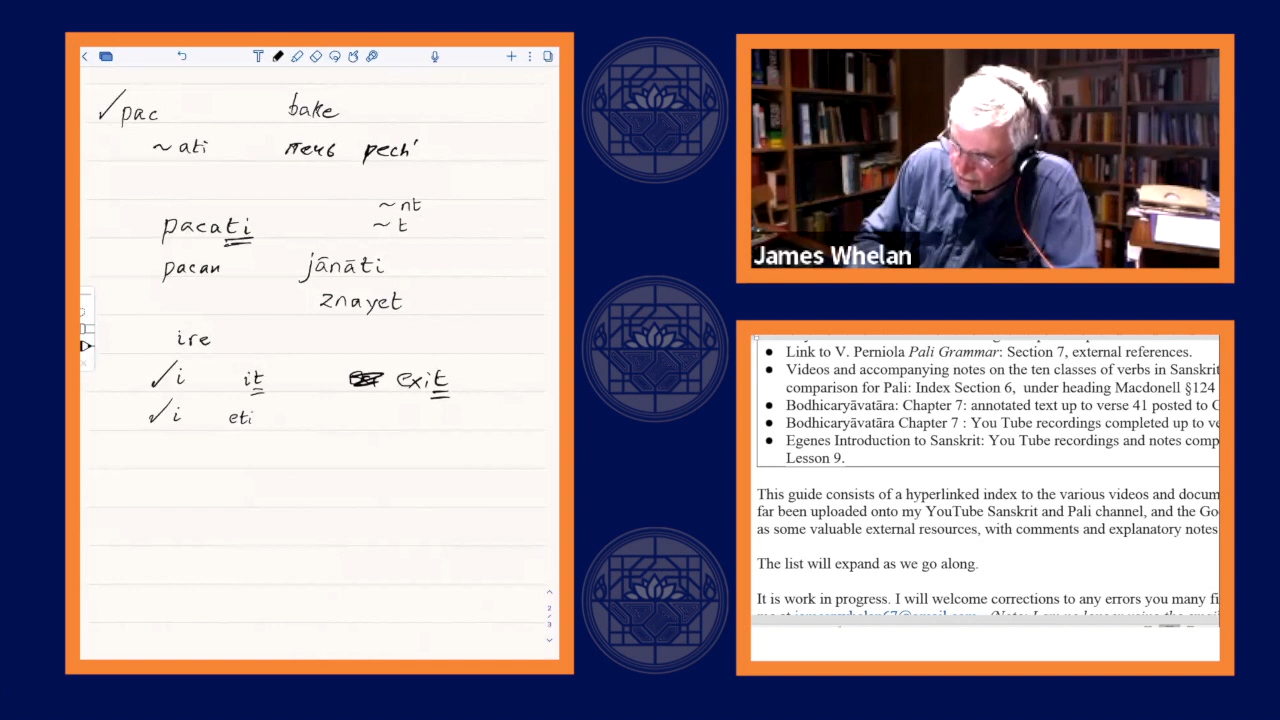 ✓pac bake
~ ati печь pech'
~ nt
pacati ~ t
pacan jānāti
znayet
ire
✓i it exit
✓i eti
T
2
/
3
James Whelan
● Link to V. Perniola Pali Grammar: Section 7, external references.
● Videos and accompanying notes on the ten classes of verbs in Sanskrit
comparison for Pali: Index Section 6, under heading Macdonell §124
● Bodhicaryāvatāra: Chapter 7: annotated text up to verse 41 posted to
● Bodhicaryāvatāra Chapter 7 : You Tube recordings completed up to
● Egenes Introduction to Sanskrit: You Tube recordings and notes
Lesson 9.
This guide consists of a hyperlinked index to the various videos and
far been uploaded onto my YouTube Sanskrit and Pali channel, and the
as some valuable external resources, with comments and explanatory notes
The list will expand as we go along.
It is work in progress. I will welcome corrections to any errors you many